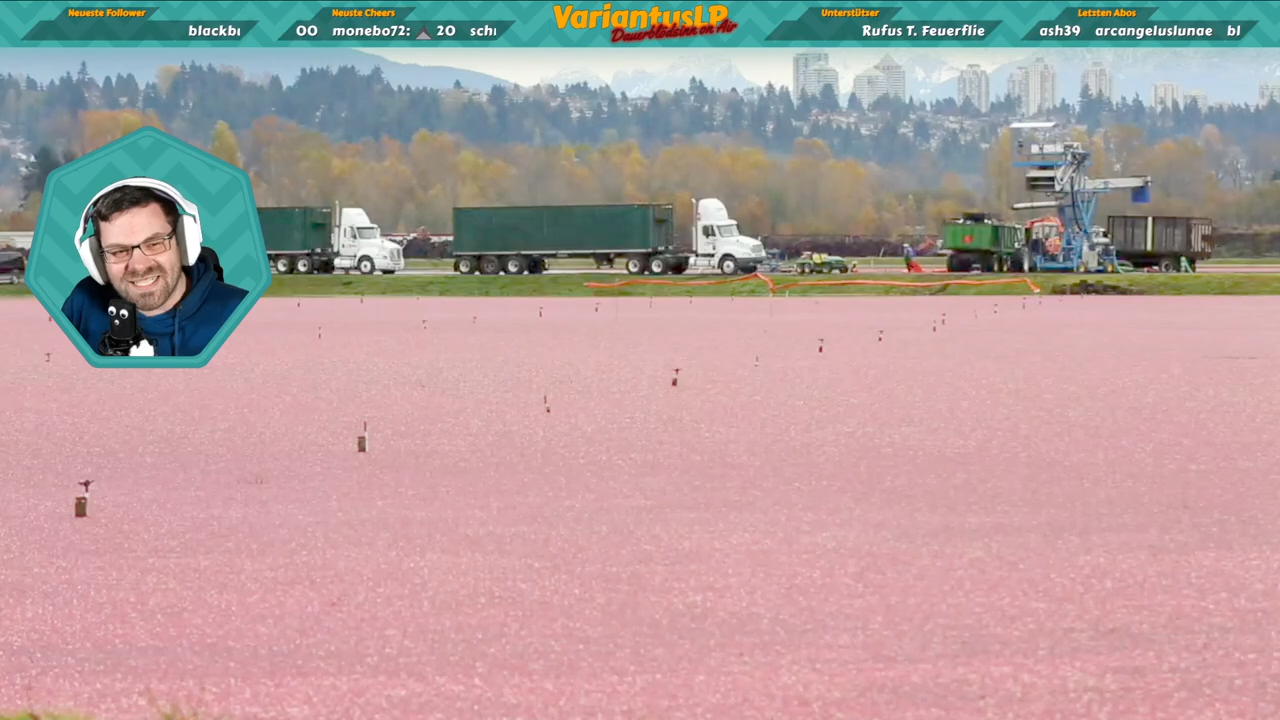 Neueste Follower
Neuste Cheers
VariantusLP
Dauerblödsinn on Air
Unterstützer
Letzten Abos
blackbı
00 monebo72: 20 schı
Rufus T. Feuerflie
ash39 arcangeluslunae bl